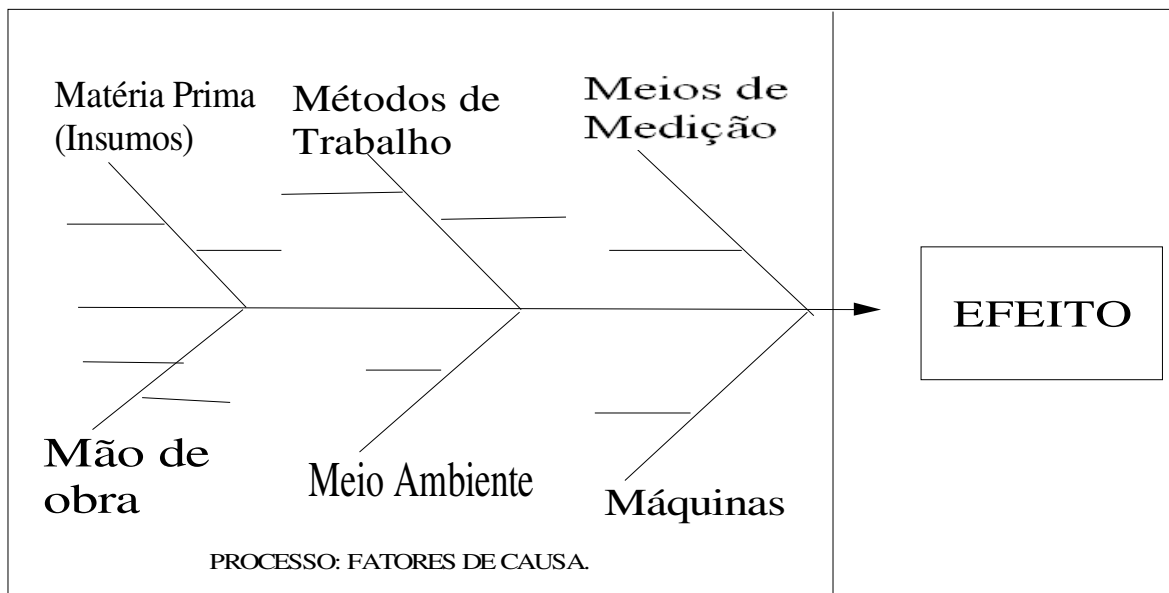 Matéria Prima
(Insumos)
Métodos de
Trabalho
Meios de
Medição
EFEITO
Mão de
obra
Meio Ambiente
Máquinas
PROCESSO: FATORES DE CAUSA.